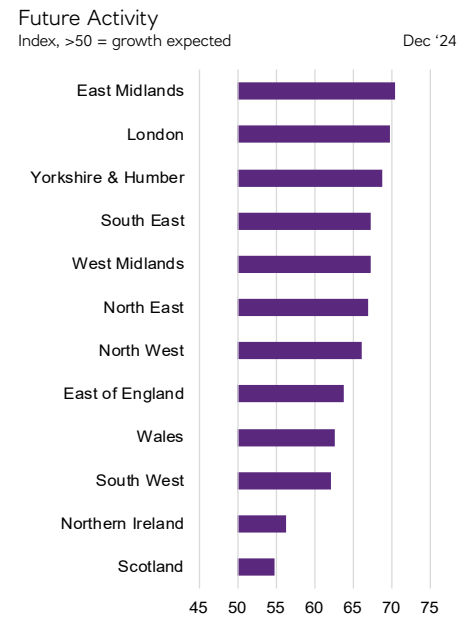 Future Activity
Index, >50 = growth expected
Dec ‘24
East Midlands
London
Yorkshire & Humber
South East
West Midlands
North East
North West
East of England
Wales
South West
Northern Ireland
Scotland
45 50 55 60 65 70 75